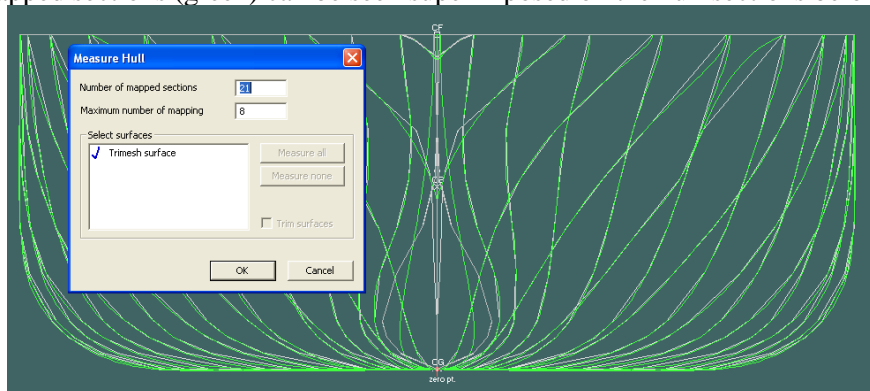 CF
Measure Hull
Number of mapped sections 21
Maximum number of mapping 8
Select surfaces
Trimesh surface
Measure all
Measure none
Trim surfaces
OK Cancel
CG
zero pt.